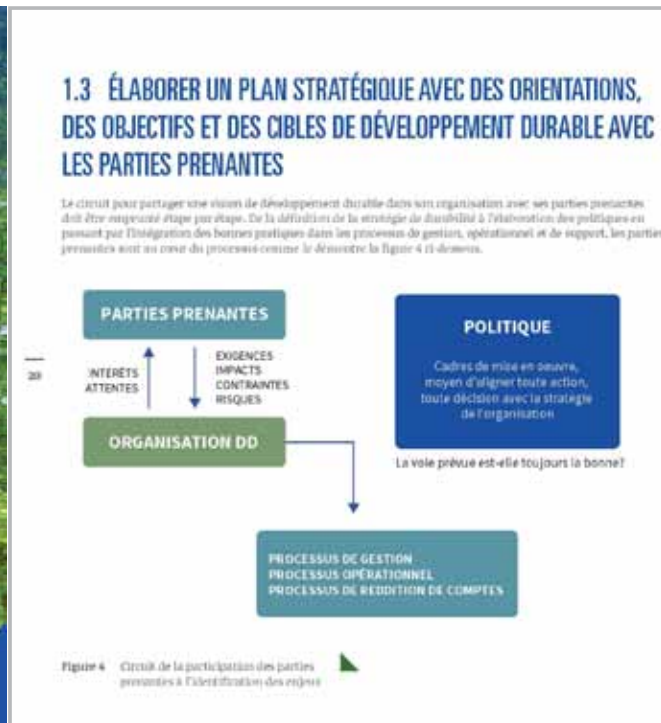 1.3 ÉLABORER UN PLAN STRATÉGIQUE AVEC DES ORIENTATIONS,
DES OBJECTIFS ET DES CIBLES DE DÉVELOPPEMENT DURABLE AVEC
LES PARTIES PRENANTES
Le circuit pour partager une vision de développement durable dans son organisation avec ses parties prenantes
doit être emprunté étape par étape. De la définition de la stratégie de durabilité à l'élaboration des politiques en
passant par l'intégration des bonnes pratiques dans les processus de gestion, opérationnel et de support, les parties
prenantes sont au cœur du processus comme le démontre la figure 4 ci-dessous.
PARTIES PRENANTES
INTERÊTS
ATTENTES
EXIGENCES
IMPACTS
CONTRAINTES
RISQUES
ORGANISATION DD
POLITIQUE
Cadres de mise en oeuvre,
moyen d'aligner toute action,
toute décision avec la stratégie
de l'organisation
La voie prévue est-elle toujours la bonne?
20
PROCESSUS DE GESTION
PROCESSUS OPÉRATIONNEL
PROCESSUS DE REDDITION DE COMPTES
Figure 4 Circuit de la participation des parties
prenantes à l'identification des enjeux